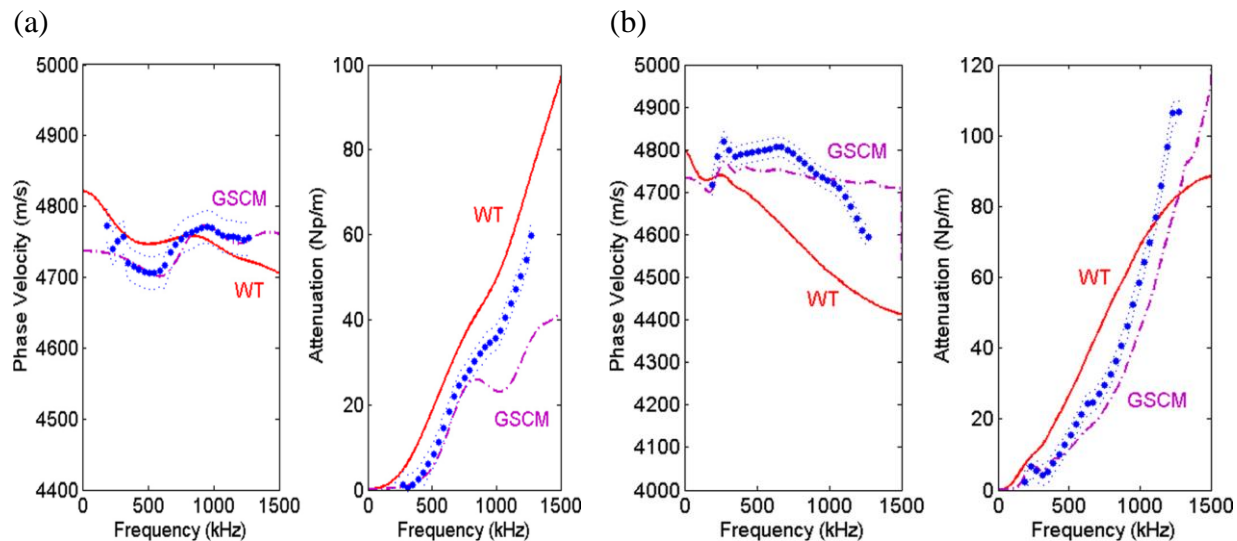 (a)
(b)
Phase Velocity (m/s)
5000
4900
4800
4700
4600
4500
4400
GSCM
WT
0 500 1000 1500
Frequency (kHz)
Attenuation (Np/m)
100
80
60
40
20
0
WT
GSCM
0 500 1000 1500
Frequency (kHz)
Phase Velocity (m/s)
5000
4900
4800
4700
4600
4500
4400
4300
4200
4100
4000
GSCM
WT
0 500 1000 1500
Frequency (kHz)
Attenuation (Np/m)
120
100
80
60
40
20
0
WT
GSCM
0 500 1000 1500
Frequency (kHz)